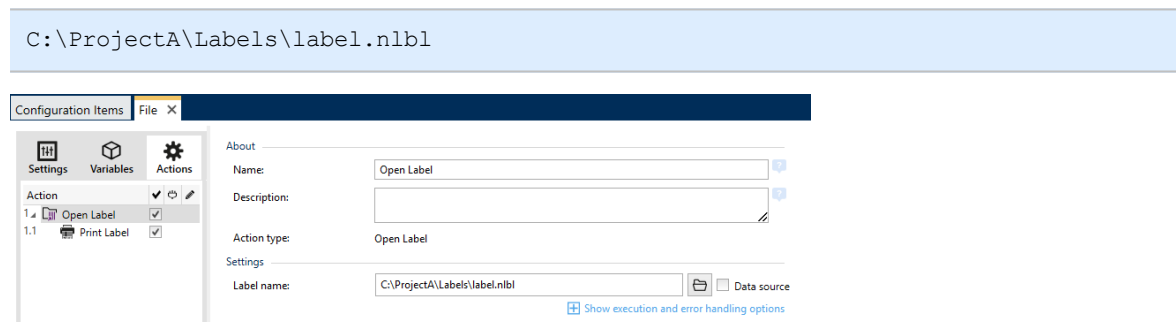 C:\ProjectA\Labels\label.nlbl
Configuration Items File
Settings Variables Actions
Action
1 Open Label
1.1 Print Label
About
Name: Open Label
Description:
Action type: Open Label
Settings
Label name: C:\ProjectA\Labels\label.nlbl Data source
Show execution and error handling options